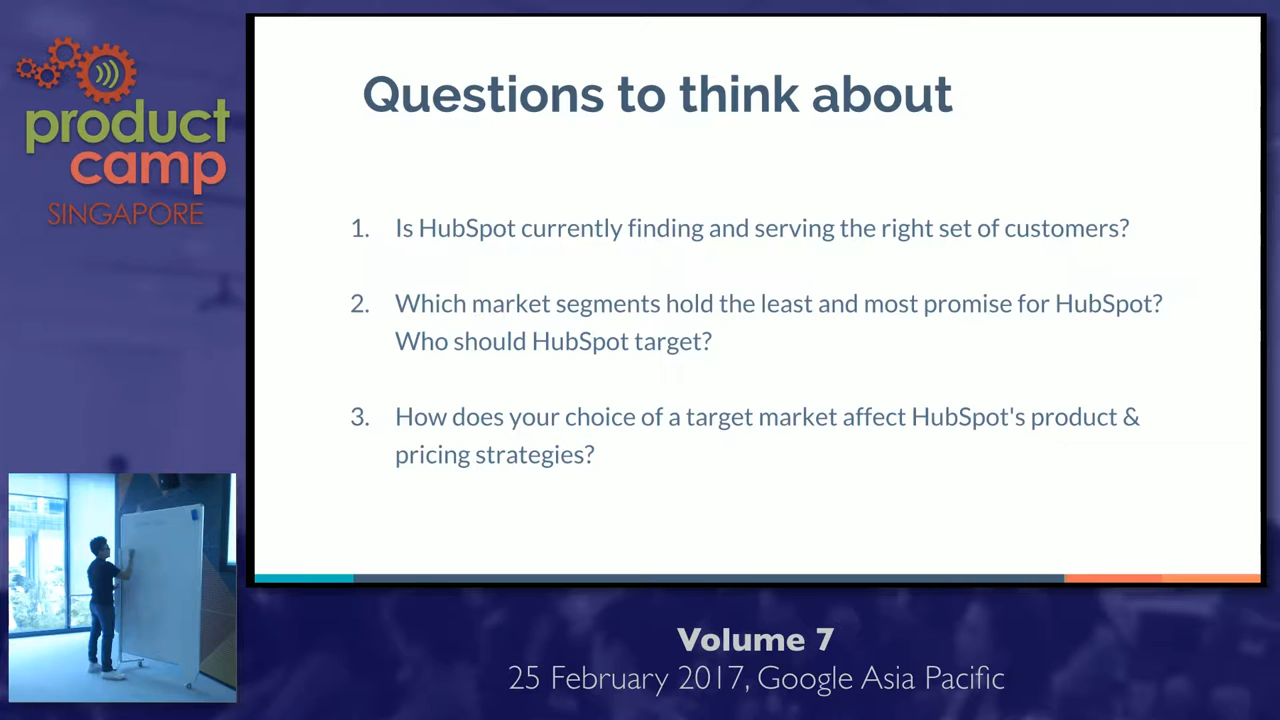 product
camp
SINGAPORE
Questions to think about
1. Is HubSpot currently finding and serving the right set of customers?
2. Which market segments hold the least and most promise for HubSpot?
Who should HubSpot target?
3. How does your choice of a target market affect HubSpot's product &
pricing strategies?
Volume 7
25 February 2017, Google Asia Pacific